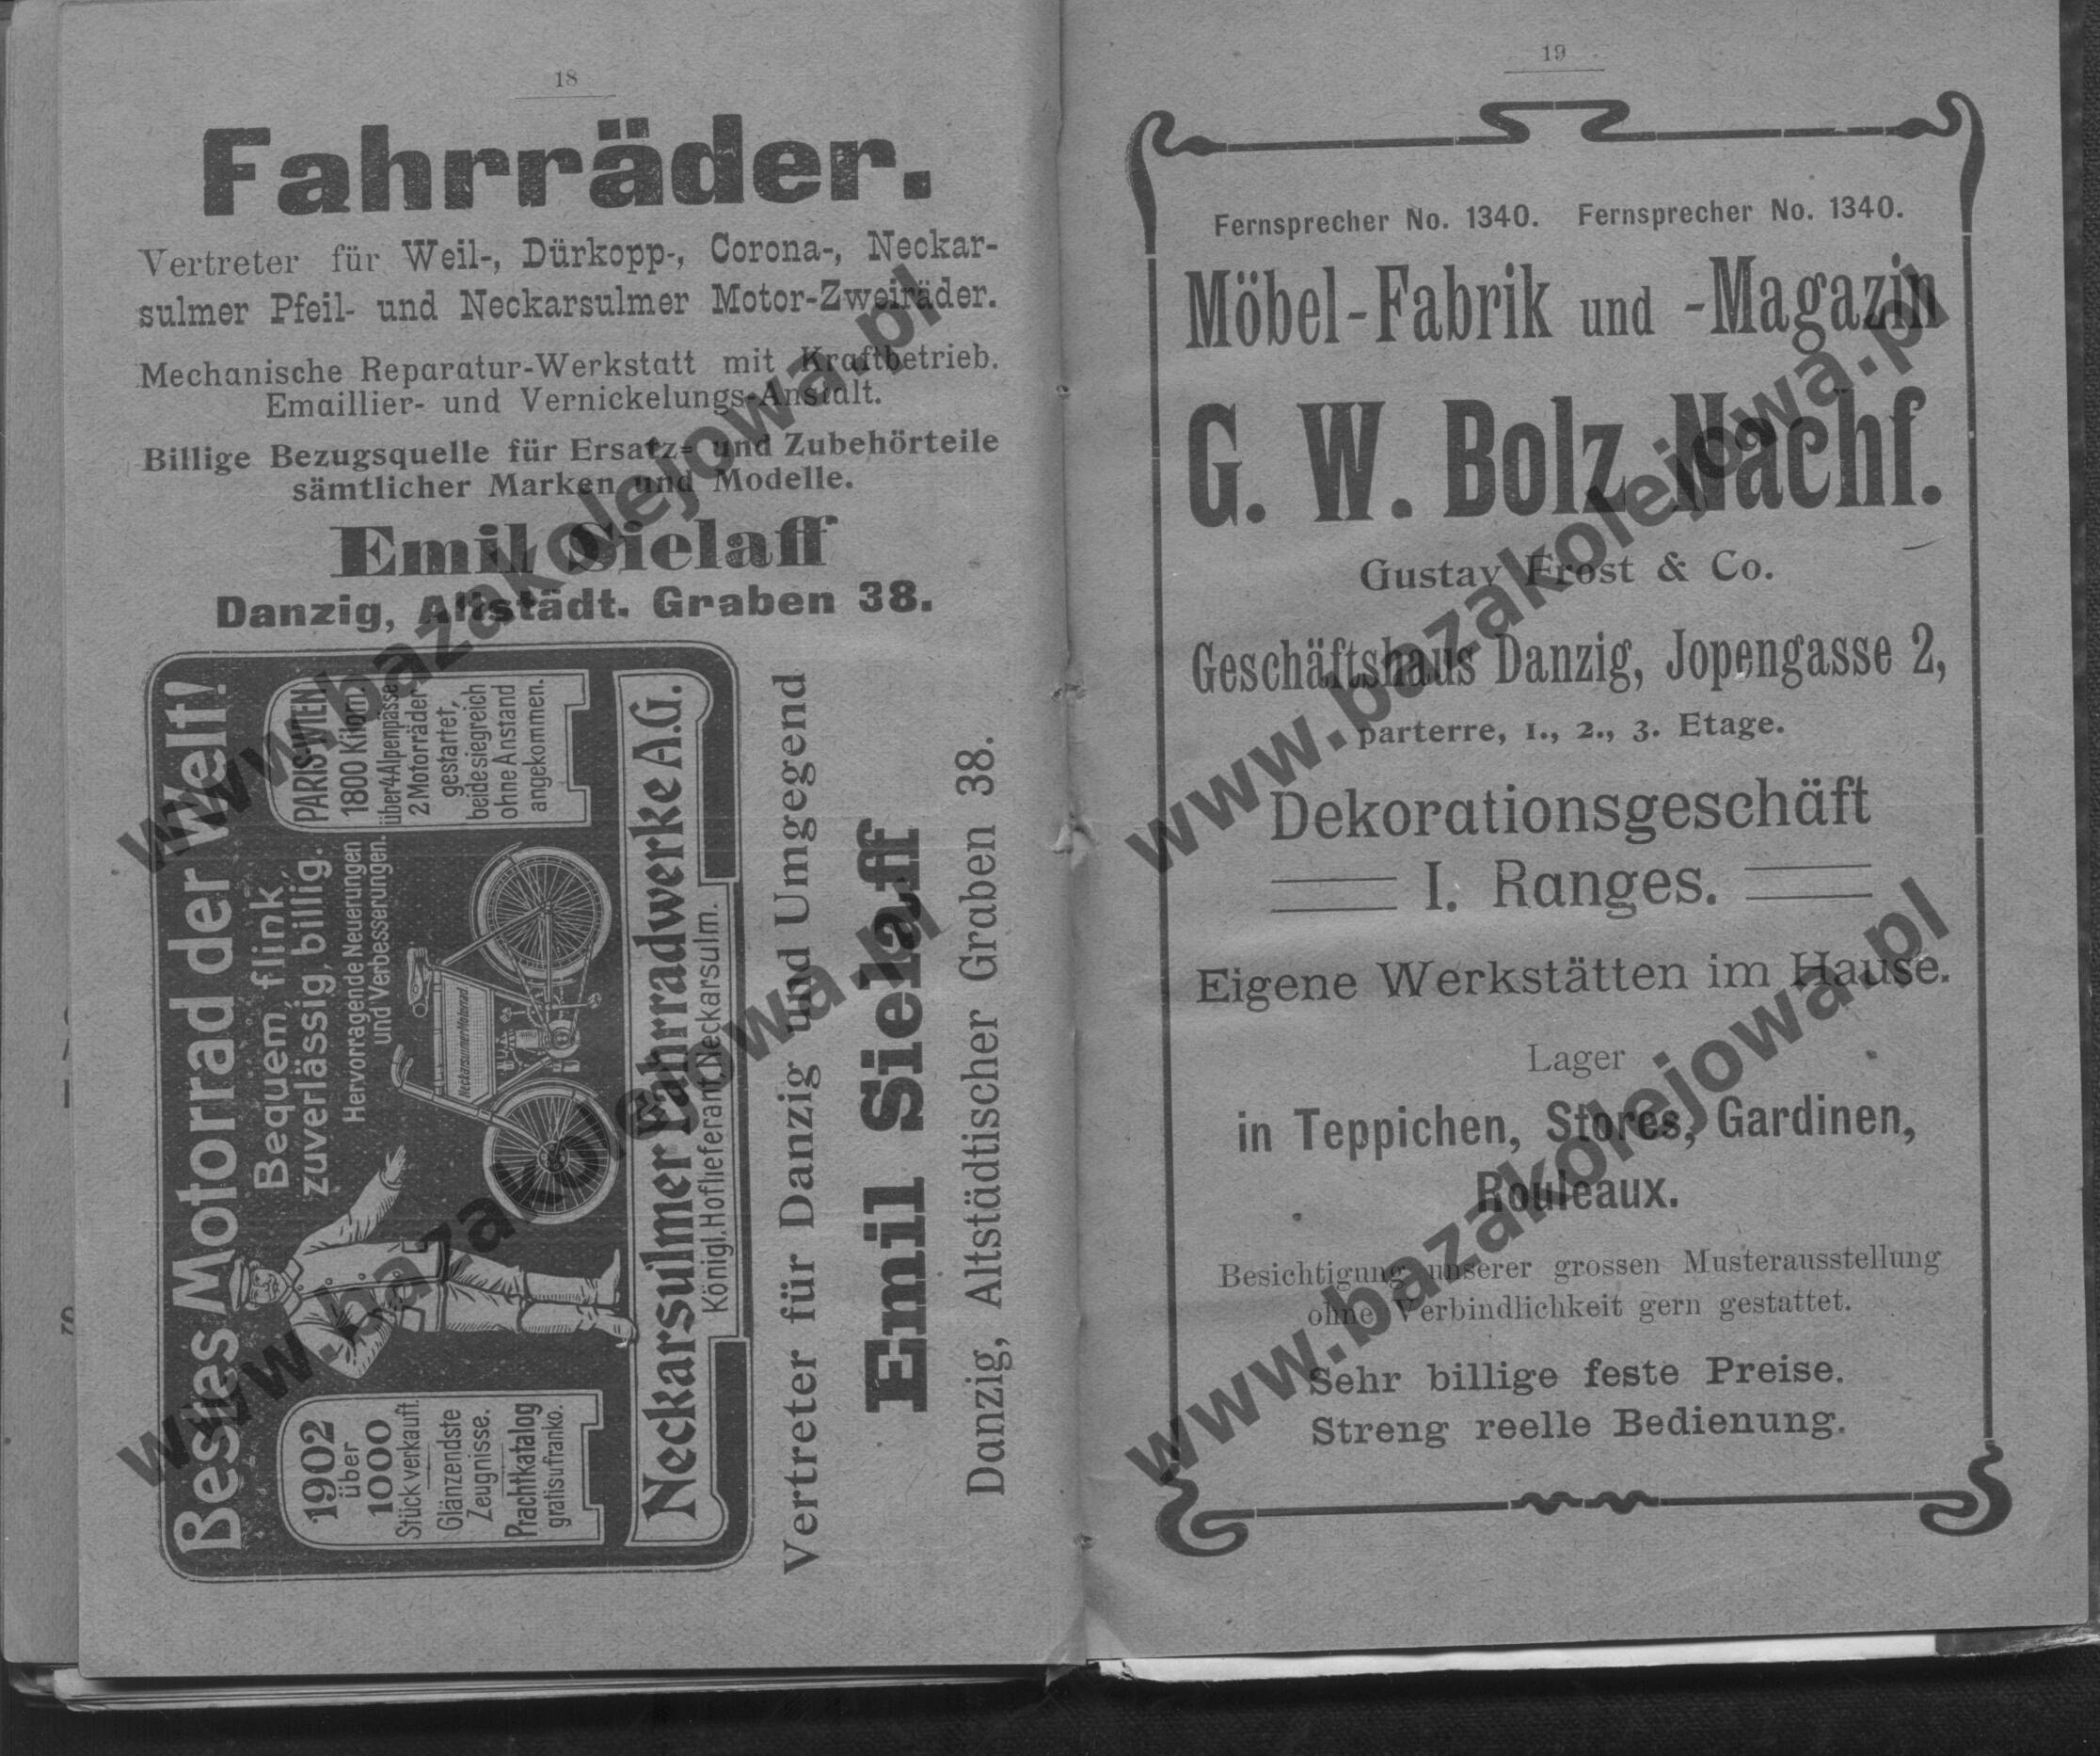 18
Fahrräder.
Vertreter für Weil-, Dürkopp-, Corona-, Neckar-
sulmer Pfeil- und Neckarsulmer Motor-Zweiräder.
Mechanische Reparatur-Werkstatt mit Kraftbetrieb.
Emaillier- und Vernickelungs-Anstalt.
Billige Bezugsquelle für Ersatz- und Zubehörteile
sämtlicher Marken und Modelle.
Emil Sielaff
Danzig, Altstädt. Graben 38.
Bestes Motorrad der Welt!
Bequem, flink,
zuverlässig, billig.
Hervorragende Neuerungen
und Verbesserungen.
1902
über
1000
Stück verkauft.
Glänzendste
Zeugnisse.
Prachtkatalog
gratis u franko.
PARIS-WIEN
1800 Kilom.
über 4 Alpenpässe
2 Motorräder
gestartet,
beide siegreich
ohne Anstand
angekommen.
Neckarsulmer Motorrad
Neckarsulmer Fahrradwerke A.G.
Königl. Hoflieferant, Neckarsulm.
Vertreter für Danzig und Umgegend
Emil Sielaff
Danzig, Altstädtischer Graben 38.
19
Fernsprecher No. 1340. Fernsprecher No. 1340.
Möbel-Fabrik und -Magazin
G. W. Bolz Nachf.
Gustav Frost & Co.
Geschäftshaus Danzig, Jopengasse 2,
parterre, 1., 2., 3. Etage.
Dekorationsgeschäft
I. Ranges.
Eigene Werkstätten im Hause.
Lager
in Teppichen, Stores, Gardinen,
Rouleaux.
Besichtigung unserer grossen Musterausstellung
ohne Verbindlichkeit gern gestattet.
Sehr billige feste Preise.
Streng reelle Bedienung.
www.bazakolejowa.pl
www.bazakolejowa.pl
www.bazakolejowa.pl
www.bazakolejowa.pl